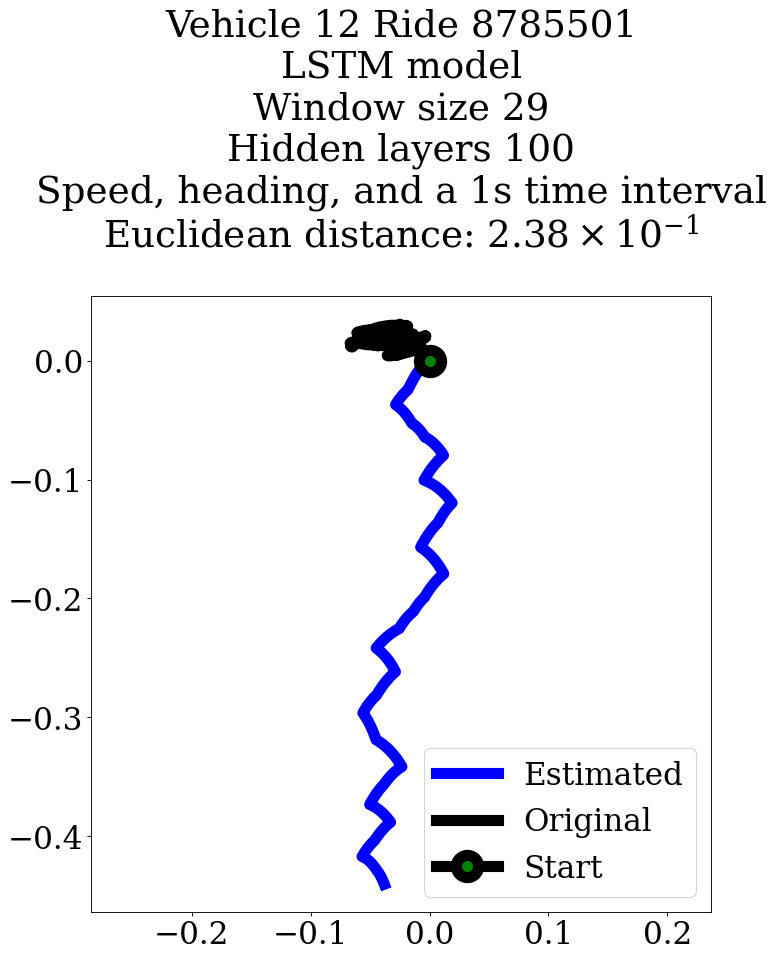 Vehicle 12 Ride 8785501
LSTM model
Window size 29
Hidden layers 100
Speed, heading, and a 1s time interval
Euclidean distance: 2.38 × 10⁻¹
0.0
−0.1
−0.2
−0.3
−0.4
Estimated
Original
Start
−0.2
−0.1
0.0
0.1
0.2